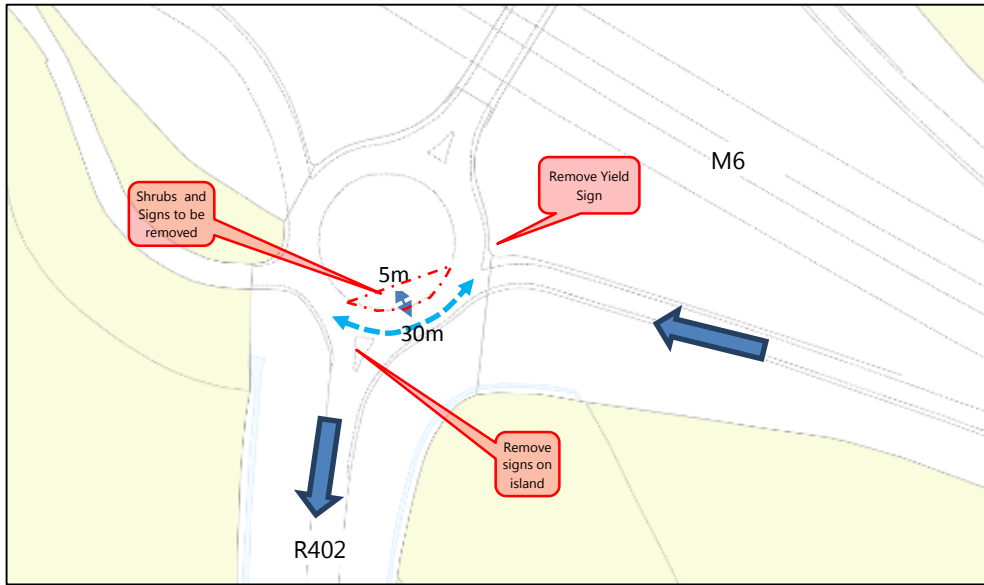 M6
Remove Yield
Sign
Shrubs and
Signs to be
removed
5m
30m
Remove
signs on
island
R402